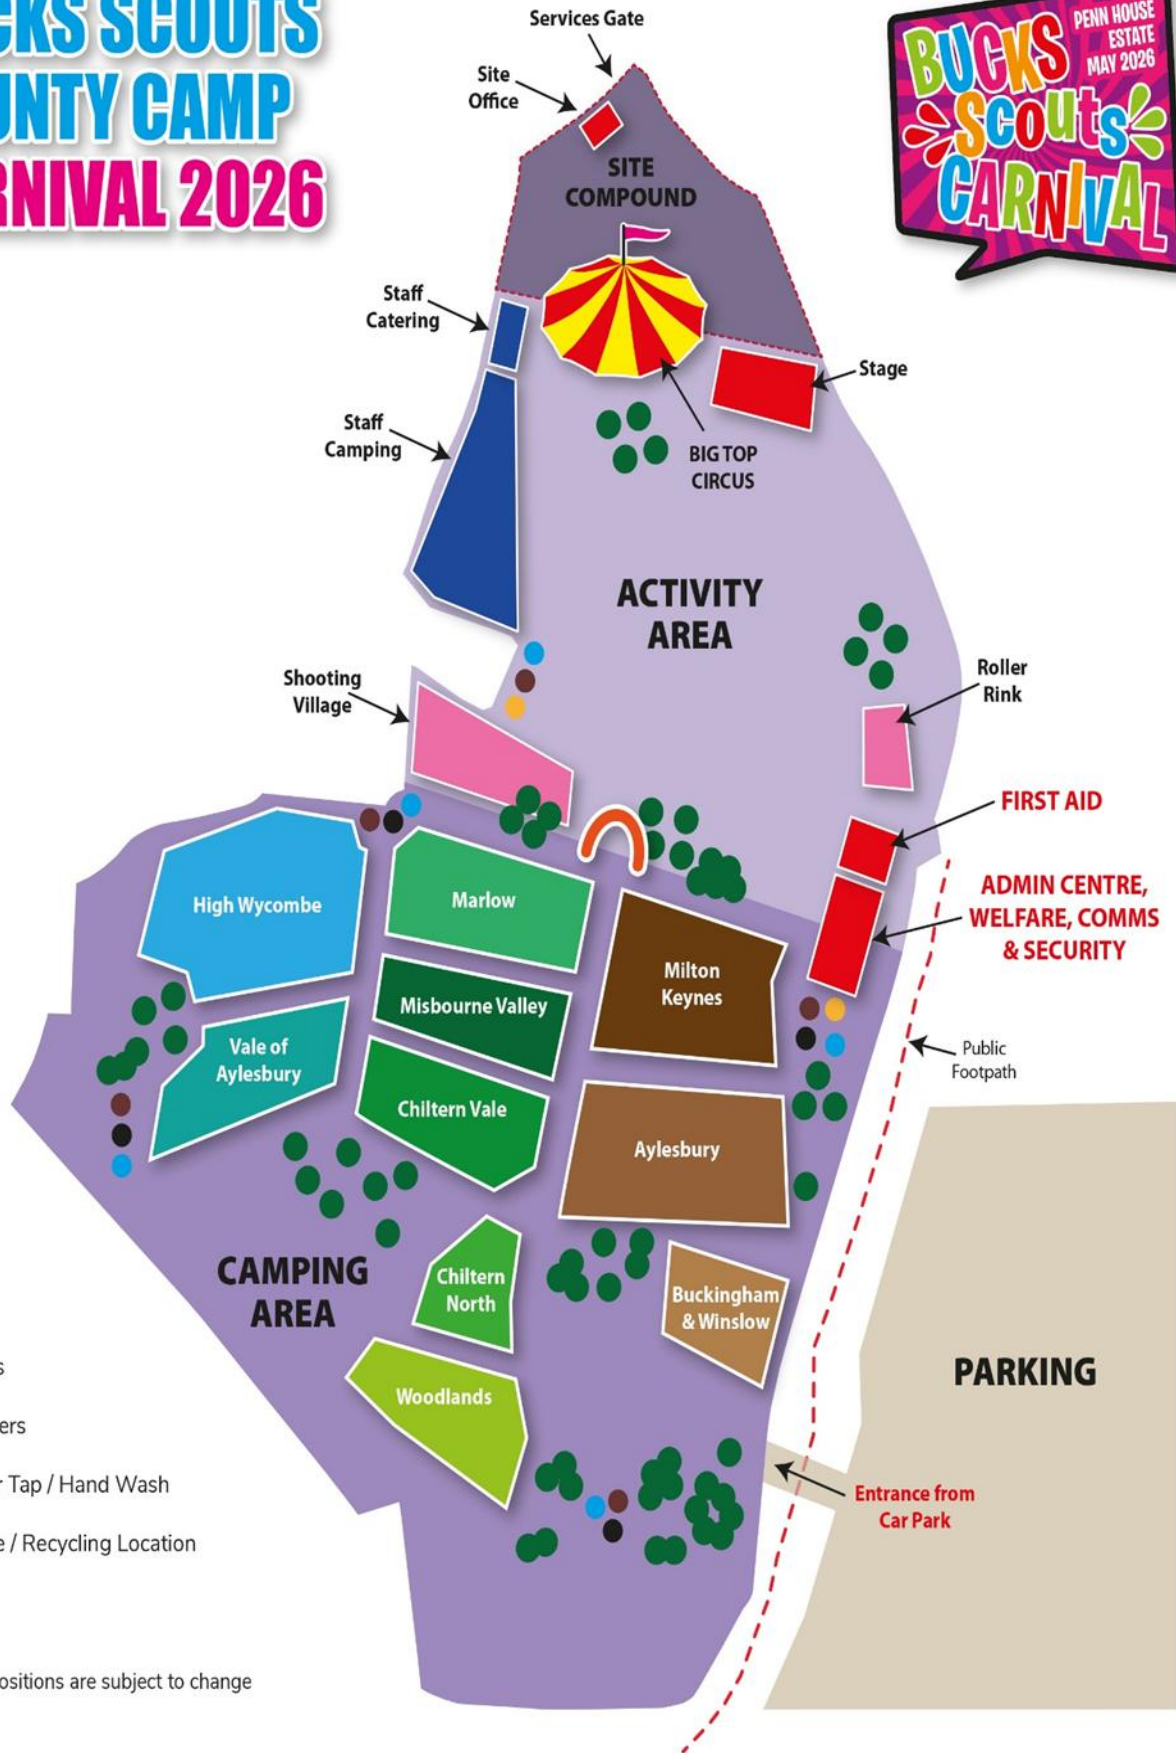 CKS SCOUTS
UNTY CAMP
RNIVAL 2026
PENN HOUSE
ESTATE
MAY 2026
BUCKS
Scouts
CARNIVAL
Services Gate
Site
Office
SITE
COMPOUND
Staff
Catering
Stage
Staff
Camping
BIG TOP
CIRCUS
ACTIVITY
AREA
Shooting
Village
Roller
Rink
FIRST AID
ADMIN CENTRE,
WELFARE, COMMS
& SECURITY
High Wycombe
Marlow
Milton
Keynes
Misbourne Valley
Vale of
Aylesbury
Public
Footpath
Chiltern Vale
Aylesbury
CAMPING
AREA
Chiltern
North
Buckingham
& Winslow
Woodlands
PARKING
Entrance from
Car Park
s
ers
r Tap / Hand Wash
e / Recycling Location
ositions are subject to change